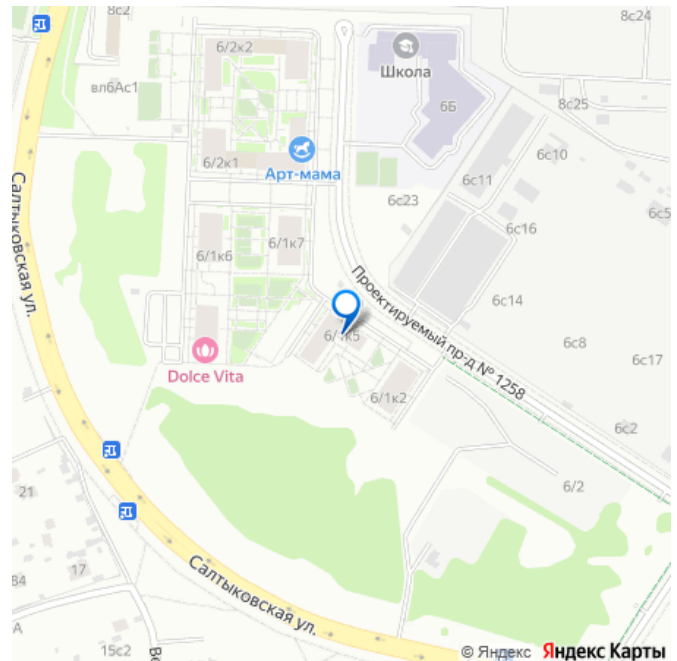 8с2
8с24
6/2к2
Школа
вл6Ас1
6Б
8с25
6/2к1
6с10
6с11
Арт-мама
Салтыковская ул.
6с23
6с5
6с16
6/1к6
6/1к7
Проектируемый пр-д № 1258
6с14
6/1к5
6с8
6с17
Dolce Vita
6/1к2
6с2
6/2
21
17
84
Салтыковская ул.
А
15с2
Ве
© Яндекс Яндекс Карты